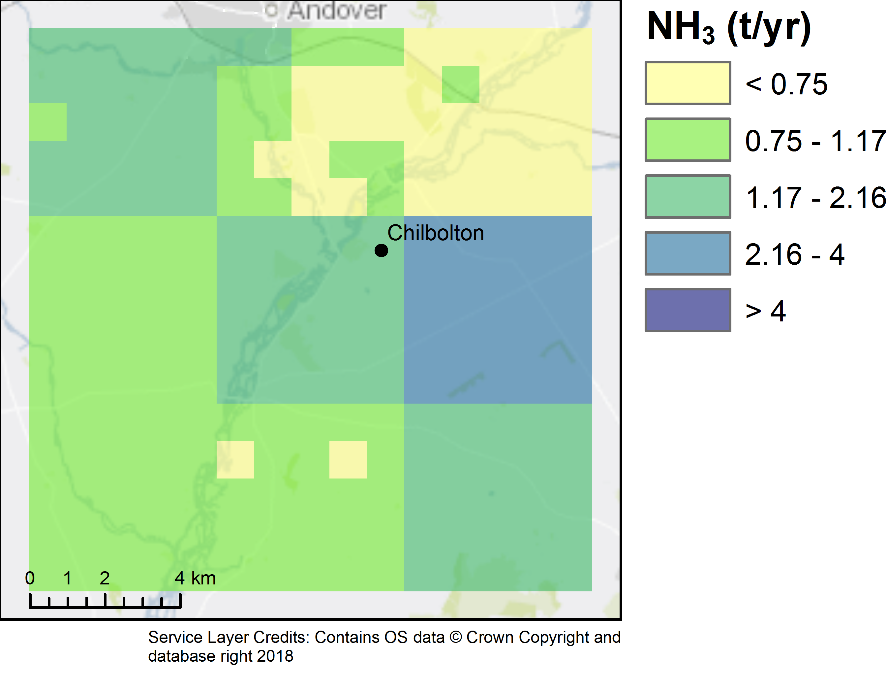 Andover
NH₃ (t/yr)
< 0.75
0.75 - 1.17
1.17 - 2.16
2.16 - 4
> 4
Chilbolton
0 1 2 4 km
Service Layer Credits: Contains OS data © Crown Copyright and
database right 2018